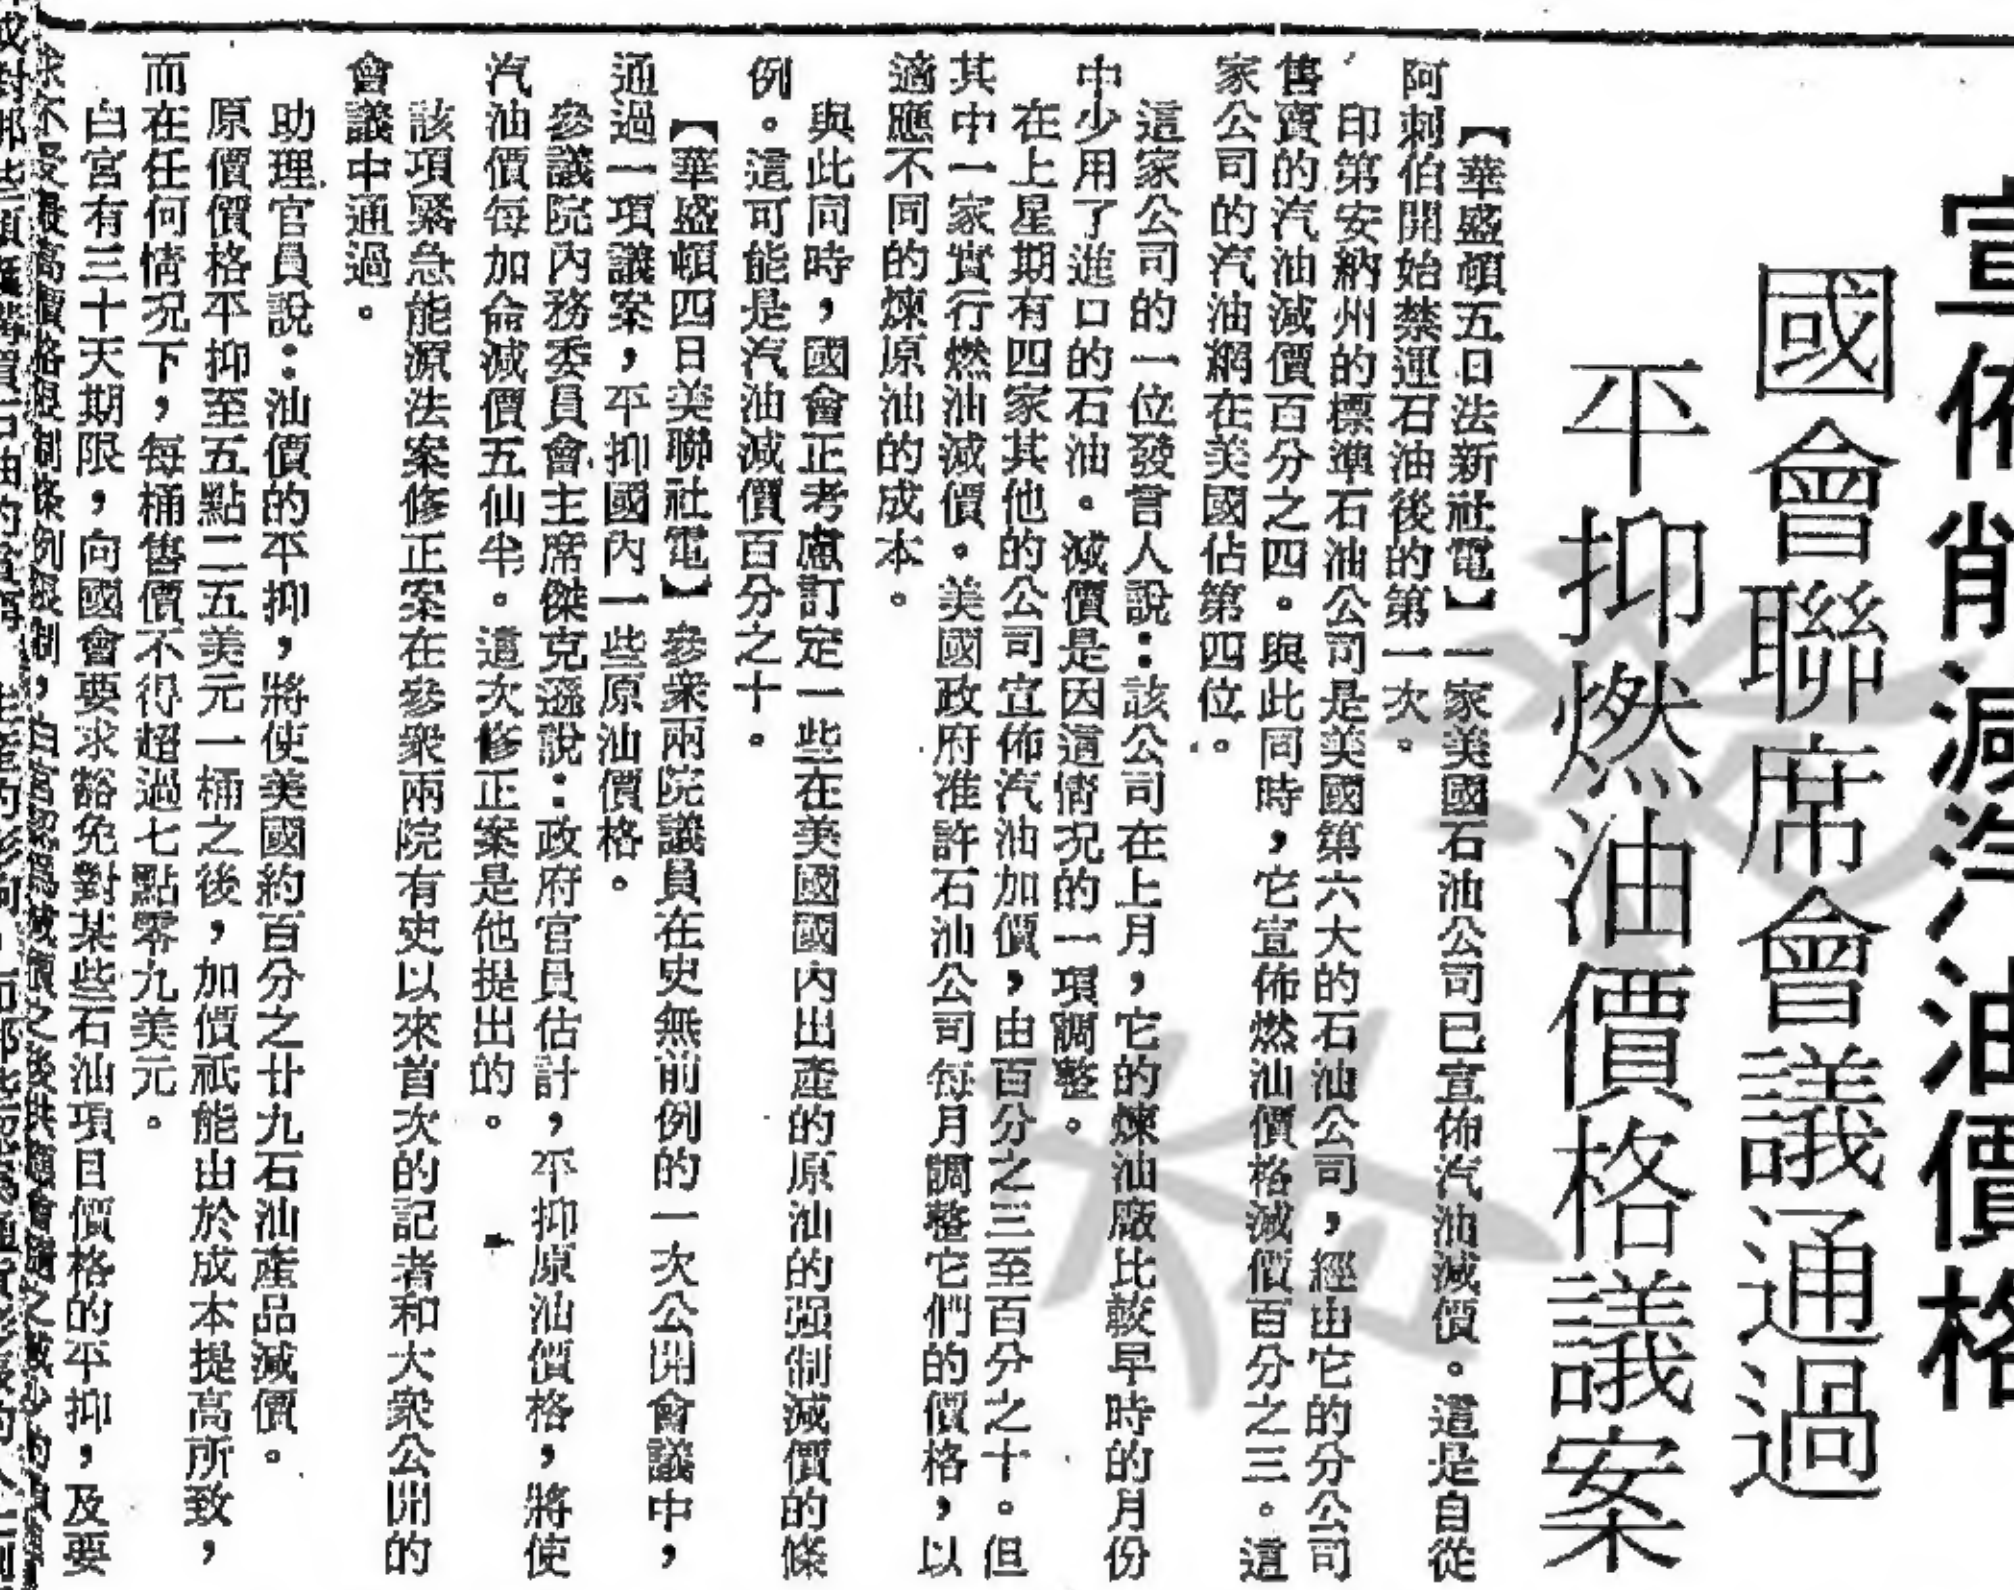 宣佈削減汽油價格
國會聯席會議通過
平抑燃油價格議案
【華盛頓五日法新社電】一家美國石油公司已宣佈汽油減價。這是自從
阿剌伯開始禁運石油後的第一次。
印第安納州的標準石油公司是美國第六大的石油公司，經由它的分公司
售賣的汽油減價百分之四。與此同時，它宣佈燃油價格減價百分之三。這
家公司的汽油網在美國佔第四位。
這家公司的一位發言人說：該公司在上月，它的煉油廠比較早時的月份
中少用了進口的石油。減價是因這情況的一項調整。
在上星期有四家其他的公司宣佈汽油加價，由百分之三至百分之十。但
其中一家實行燃油減價。美國政府准許石油公司每月調整它們的價格，以
適應不同的煉原油的成本。
與此同時，國會正考慮訂定一些在美國國內出產的原油的强制減價的條
例。這可能是汽油減價百分之十。
【華盛頓四日美聯社電】參衆兩院議員在史無前例的一次公開會議中，
通過一項議案，平抑國內一些原油價格。
參議院內務委員會主席傑克遜說：政府官員估計，平抑原油價格，將使
汽油價每加侖減價五仙半。這次修正案是他提出的。
該項緊急能源法案修正案在參衆兩院有史以來首次的記者和大衆公開的
會議中通過。
助理官員說：油價的平抑，將使美國約百分之廿九石油產品減價。
原價價格平抑至五點二五美元一桶之後，加價祇能由於成本提高所致，
而在任何情況下，每桶售價不得超過七點零九美元。
白宮有三十天期限，向國會要求豁免對某些石油項目價格的平抑，及要